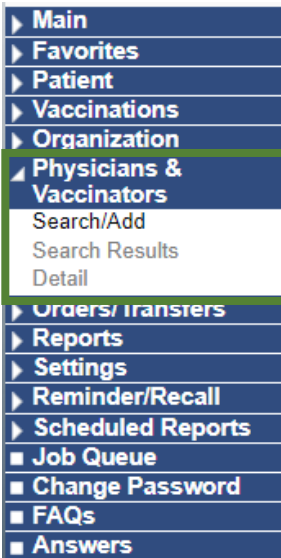 Main
Favorites
Patient
Vaccinations
Organization
Physicians &
Vaccinators
Search/Add
Search Results
Detail
Orders/Transfers
Reports
Settings
Reminder/Recall
Scheduled Reports
Job Queue
Change Password
FAQs
Answers